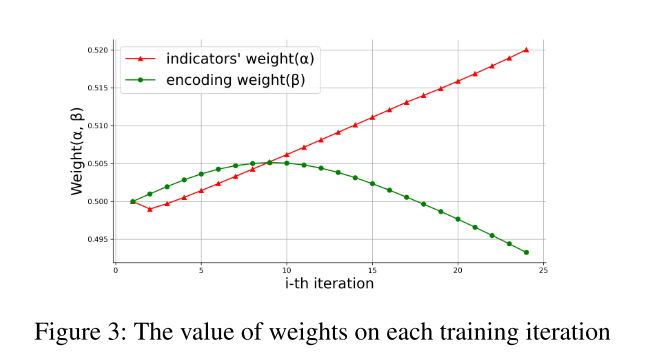 indicators' weight(α)
encoding weight(β)
Weight(α, β)
0.520
0.515
0.510
0.505
0.500
0.495
0 5 10 15 20 25
i-th iteration
Figure 3: The value of weights on each training iteration